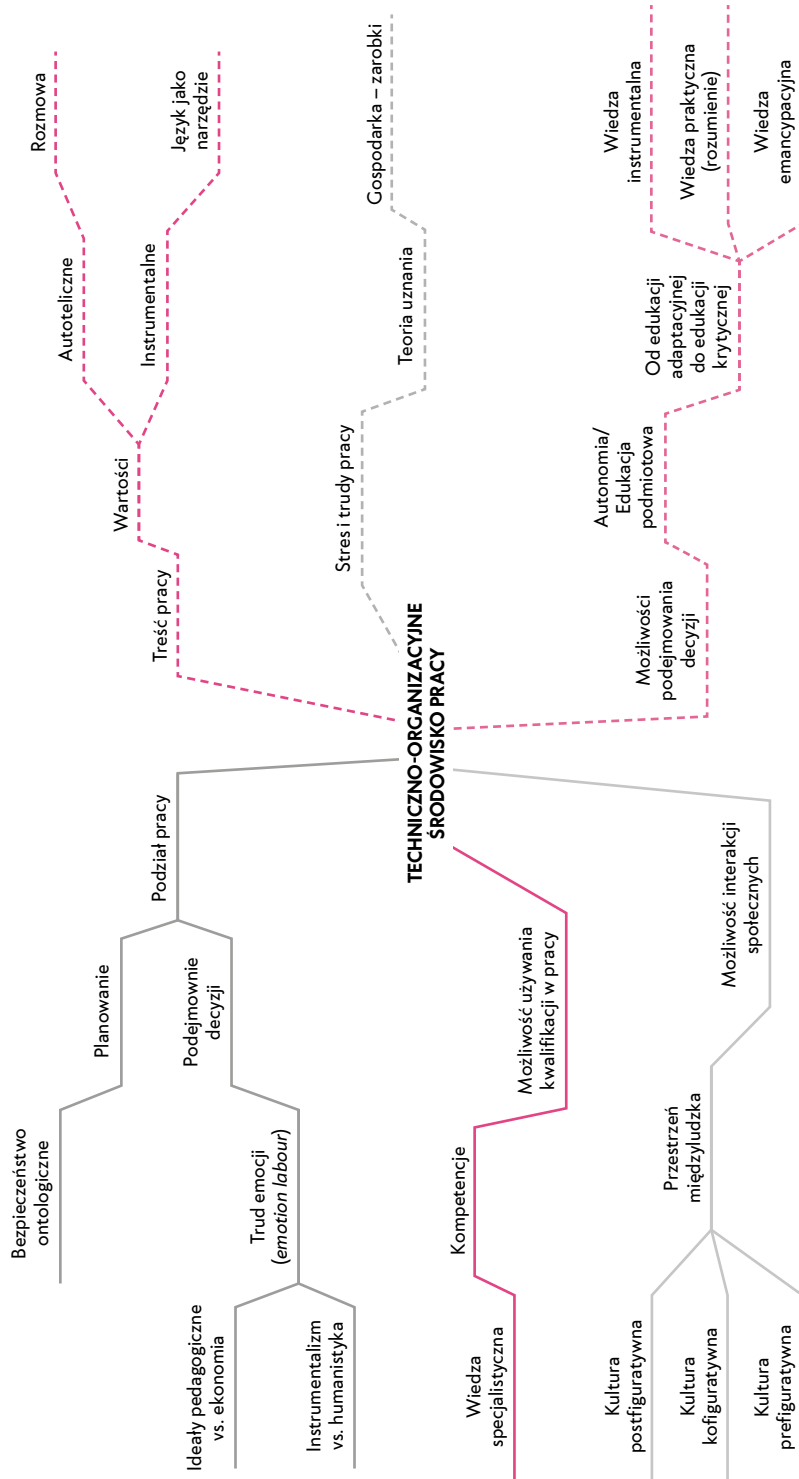 Bezpieczeństwo
ontologiczne
Planowanie
Podział pracy
Podejmownie
decyzji
Trud emocji
(emotion labour)
Ideały pedagogiczne
vs. ekonomia
Instrumentalizm
vs. humanistyka
Treść pracy
Wartości
Autoteliczne
Rozmowa
Instrumentalne
Język jako
narzędzie
TECHNICZNO-ORGANIZACYJNE
ŚRODOWISKO PRACY
Stres i trudy pracy
Teoria uznania
Gospodarka – zarobki
Wiedza
specjalistyczna
Kompetencje
Możliwość używania
kwalifikacji w pracy
Możliwości
podejmowania
decyzji
Autonomia/
Edukacja
podmiotowa
Od edukacji
adaptacyjnej
do edukacji
krytycznej
Wiedza
instrumentalna
Wiedza praktyczna
(rozumienie)
Wiedza
emancypacyjna
Kultura
postfiguratywna
Kultura
kofiguratywna
Kultura
prefiguratywna
Przestrzeń
międzyludzka
Możliwość interakcji
społecznych